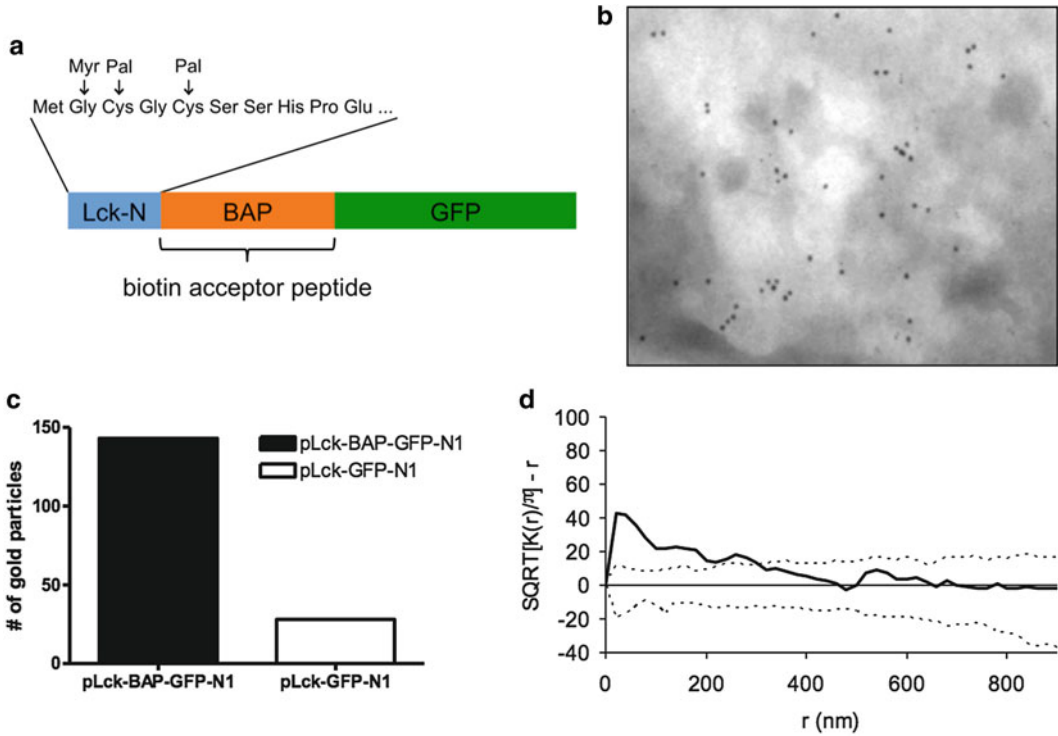 a
Myr Pal Pal
Met Gly Cys Gly Cys Ser Ser His Pro Glu ...
Lck-N BAP GFP
biotin acceptor peptide
b
c
# of gold particles
150
100
50
0
pLck-BAP-GFP-N1
pLck-GFP-N1
pLck-BAP-GFP-N1 pLck-GFP-N1
d
SQRT[K(r)/π] - r
100
80
60
40
20
0
-20
-40
0 200 400 600 800
r (nm)